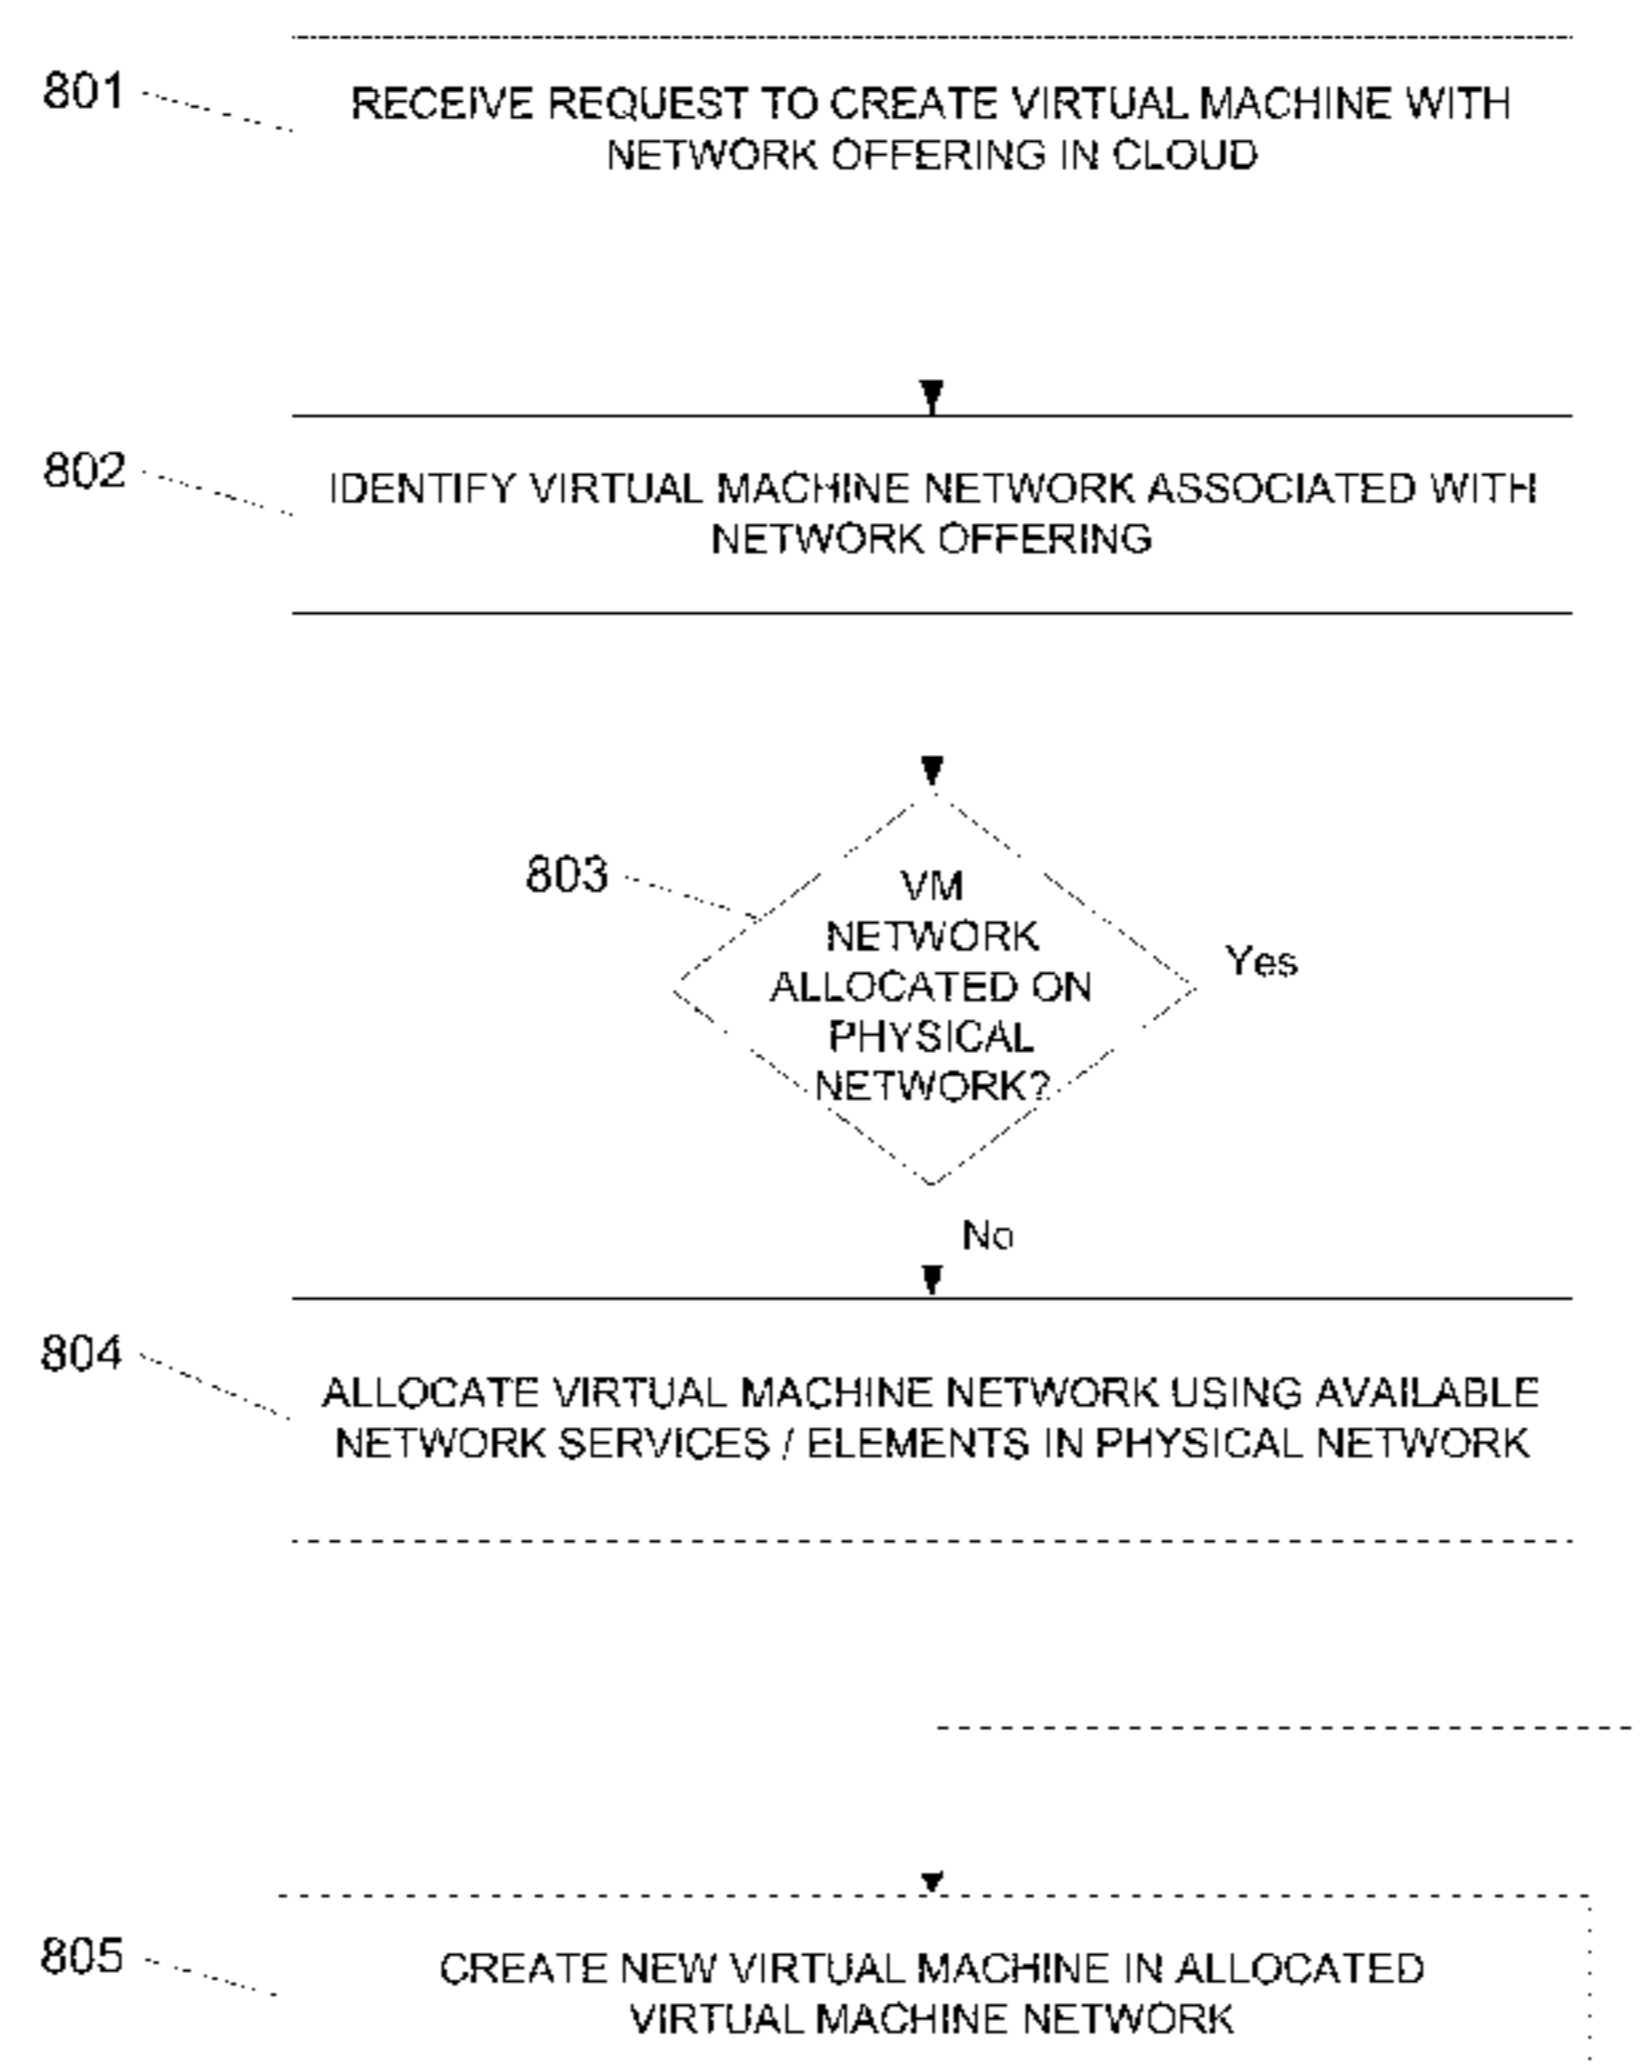 801
RECEIVE REQUEST TO CREATE VIRTUAL MACHINE WITH
NETWORK OFFERING IN CLOUD
802
IDENTIFY VIRTUAL MACHINE NETWORK ASSOCIATED WITH
NETWORK OFFERING
803
VM
NETWORK
ALLOCATED ON
PHYSICAL
NETWORK?
Yes
No
804
ALLOCATE VIRTUAL MACHINE NETWORK USING AVAILABLE
NETWORK SERVICES / ELEMENTS IN PHYSICAL NETWORK
805
CREATE NEW VIRTUAL MACHINE IN ALLOCATED
VIRTUAL MACHINE NETWORK